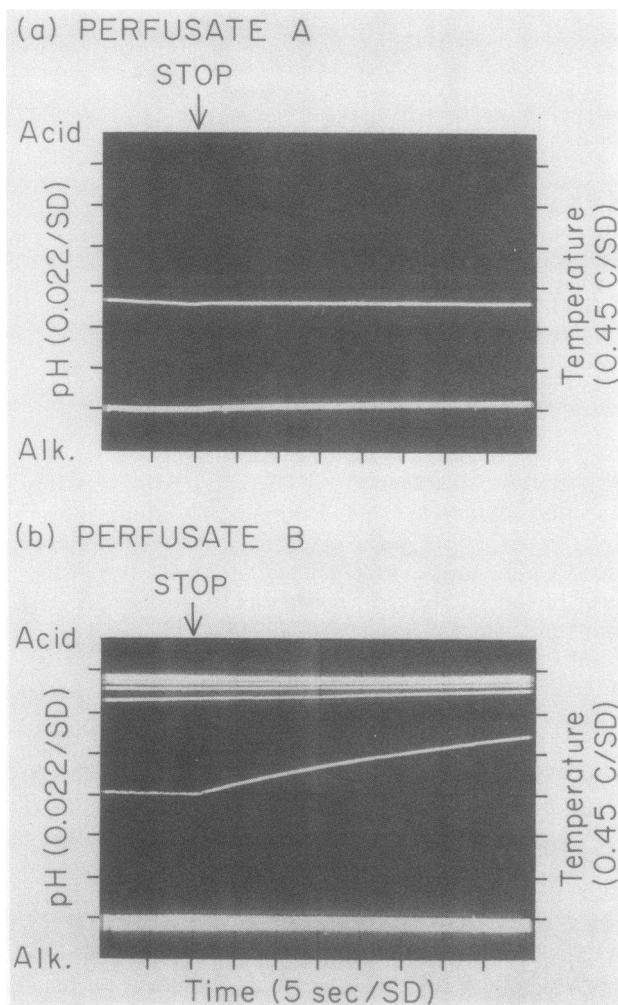 (a) PERFUSATE A
STOP
Acid
pH (0.022/SD)
Temperature
(0.45 C/SD)
Alk.
(b) PERFUSATE B
STOP
Acid
pH (0.022/SD)
Temperature
(0.45 C/SD)
Alk.
Time (5 sec/SD)